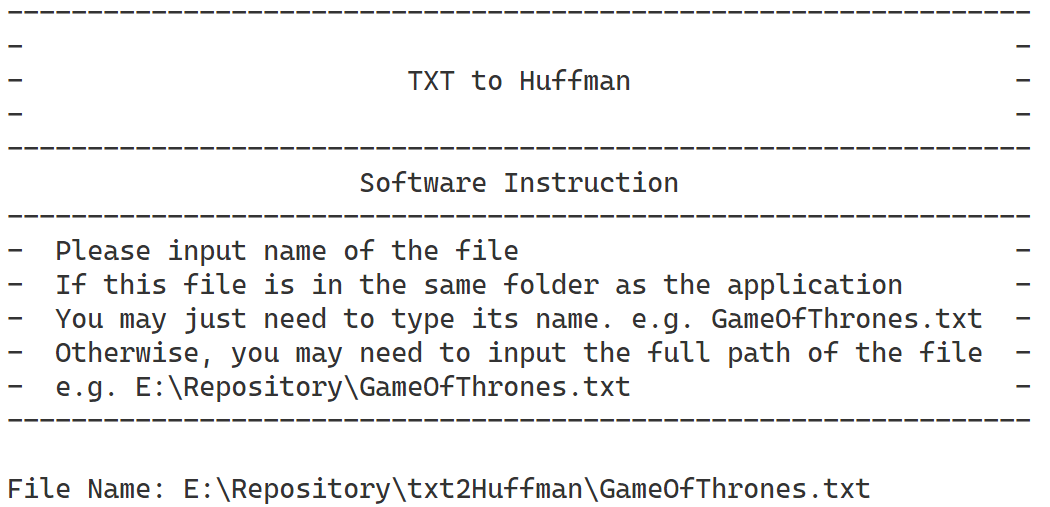 ----------------------------------------------------------------
-                                                              -
-                        TXT to Huffman                        -
-                                                              -
----------------------------------------------------------------
                      Software Instruction
----------------------------------------------------------------
-  Please input name of the file                               -
-  If this file is in the same folder as the application       -
-  You may just need to type its name. e.g. GameOfThrones.txt  -
-  Otherwise, you may need to input the full path of the file  -
-  e.g. E:\Repository\GameOfThrones.txt                        -
----------------------------------------------------------------

File Name: E:\Repository\txt2Huffman\GameOfThrones.txt